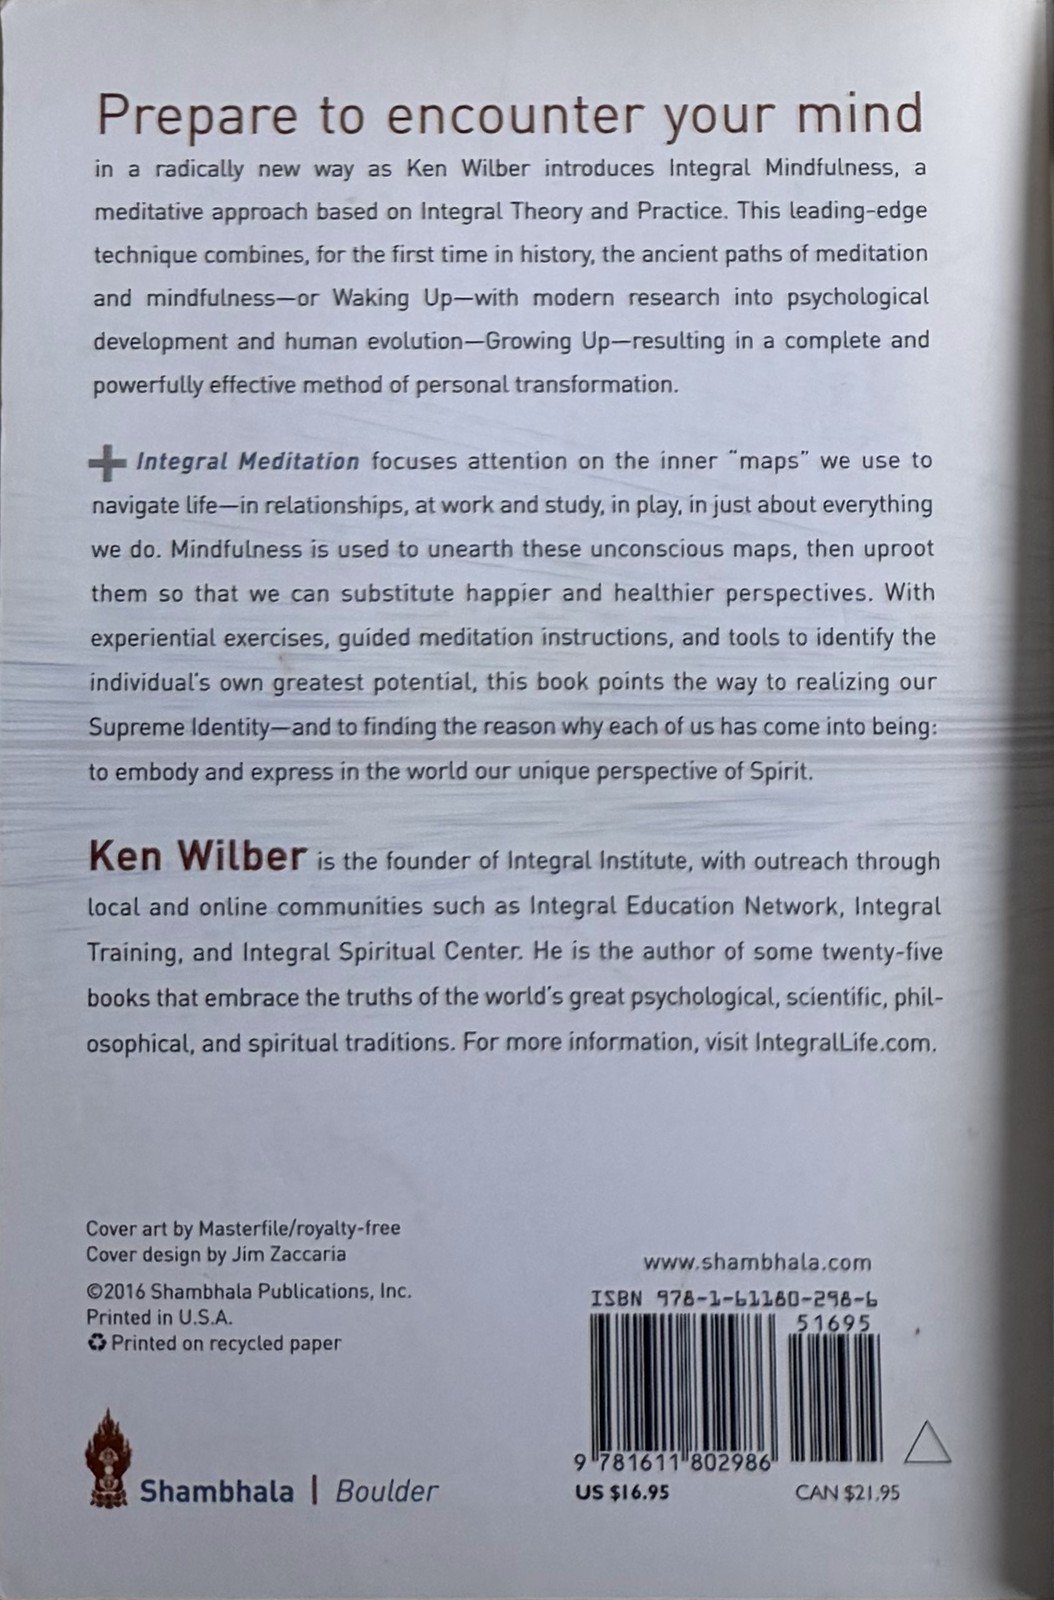 Prepare to encounter your mind
in a radically new way as Ken Wilber introduces Integral Mindfulness, a
meditative approach based on Integral Theory and Practice. This leading-edge
technique combines, for the first time in history, the ancient paths of meditation
and mindfulness—or Waking Up—with modern research into psychological
development and human evolution—Growing Up—resulting in a complete and
powerfully effective method of personal transformation.
Integral Meditation focuses attention on the inner "maps" we use to
navigate life—in relationships, at work and study, in play, in just about everything
we do. Mindfulness is used to unearth these unconscious maps, then uproot
them so that we can substitute happier and healthier perspectives. With
experiential exercises, guided meditation instructions, and tools to identify the
individual's own greatest potential, this book points the way to realizing our
Supreme Identity—and to finding the reason why each of us has come into being:
to embody and express in the world our unique perspective of Spirit.
Ken Wilber is the founder of Integral Institute, with outreach through
local and online communities such as Integral Education Network, Integral
Training, and Integral Spiritual Center. He is the author of some twenty-five
books that embrace the truths of the world's great psychological, scientific, phil-
osophical, and spiritual traditions. For more information, visit IntegralLife.com.
Cover art by Masterfile/royalty-free
Cover design by Jim Zaccaria
©2016 Shambhala Publications, Inc.
Printed in U.S.A.
Printed on recycled paper
Shambhala | Boulder
www.shambhala.com
ISBN 978-1-61180-298-6
51695
9 781611 802986
US $16.95 CAN $21.95